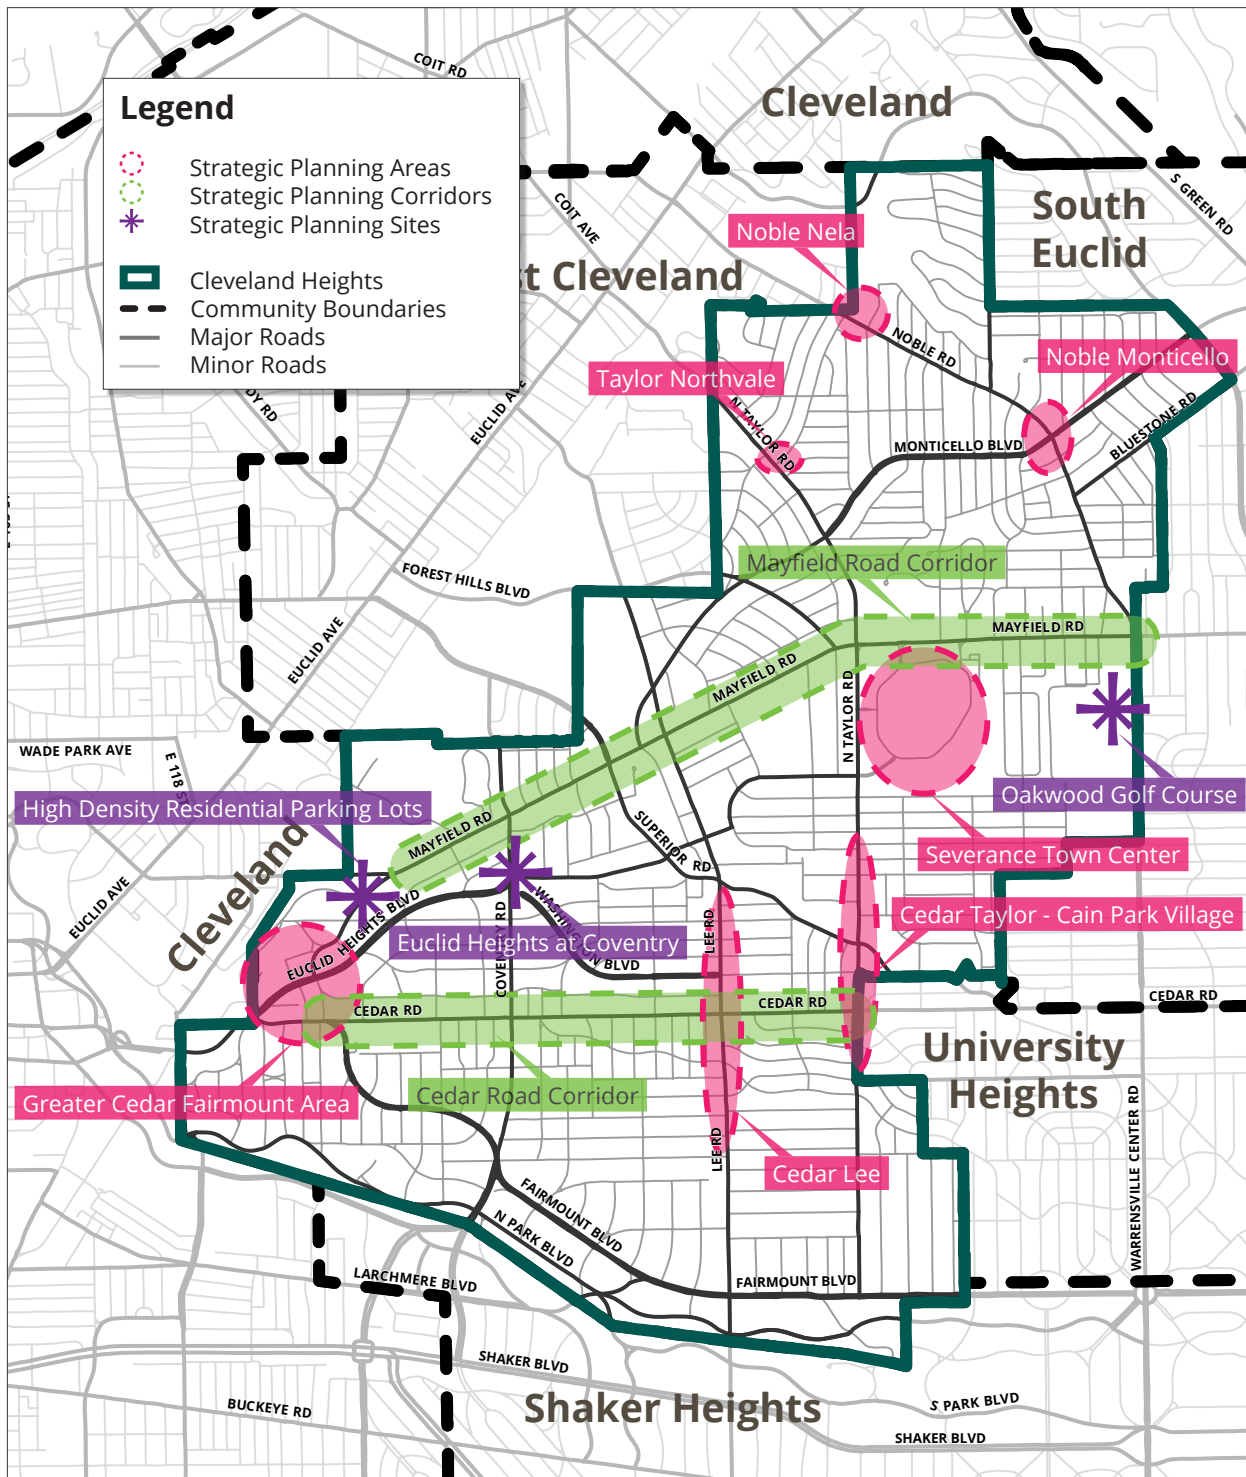 COIT RD
Legend
Strategic Planning Areas
Strategic Planning Corridors
Strategic Planning Sites
Cleveland Heights
Community Boundaries
Major Roads
Minor Roads
Cleveland
South
Euclid
S GREEN RD
COIT AVE
Noble Nela
t Cleveland
NOBLE RD
Noble Monticello
Taylor Northvale
DY RD
EUCLID AVE
N TAYLOR RD
MONTICELLO BLVD
BLUESTONE RD
Mayfield Road Corridor
FOREST HILLS BLVD
EUCLID AVE
MAYFIELD RD
MAYFIELD RD
N TAYLOR RD
WADE PARK AVE
E 118 S
High Density Residential Parking Lots
Oakwood Golf Course
MAYFIELD RD
SUPERIOR RD
Severance Town Center
Cleveland
EUCLID AVE
EUCLID HEIGHTS BLVD
COVENTRY RD
WASHINGTON BLVD
LEE RD
Cedar Taylor - Cain Park Village
Euclid Heights at Coventry
CEDAR RD
CEDAR RD
CEDAR RD
University
Heights
Greater Cedar Fairmount Area
Cedar Road Corridor
LEE RD
Cedar Lee
WARRENSVILLE CENTER RD
FAIRMOUNT BLVD
N PARK BLVD
LARCHMERE BLVD
FAIRMOUNT BLVD
SHAKER BLVD
Shaker Heights
BUCKEYE RD
S PARK BLVD
SHAKER BLVD